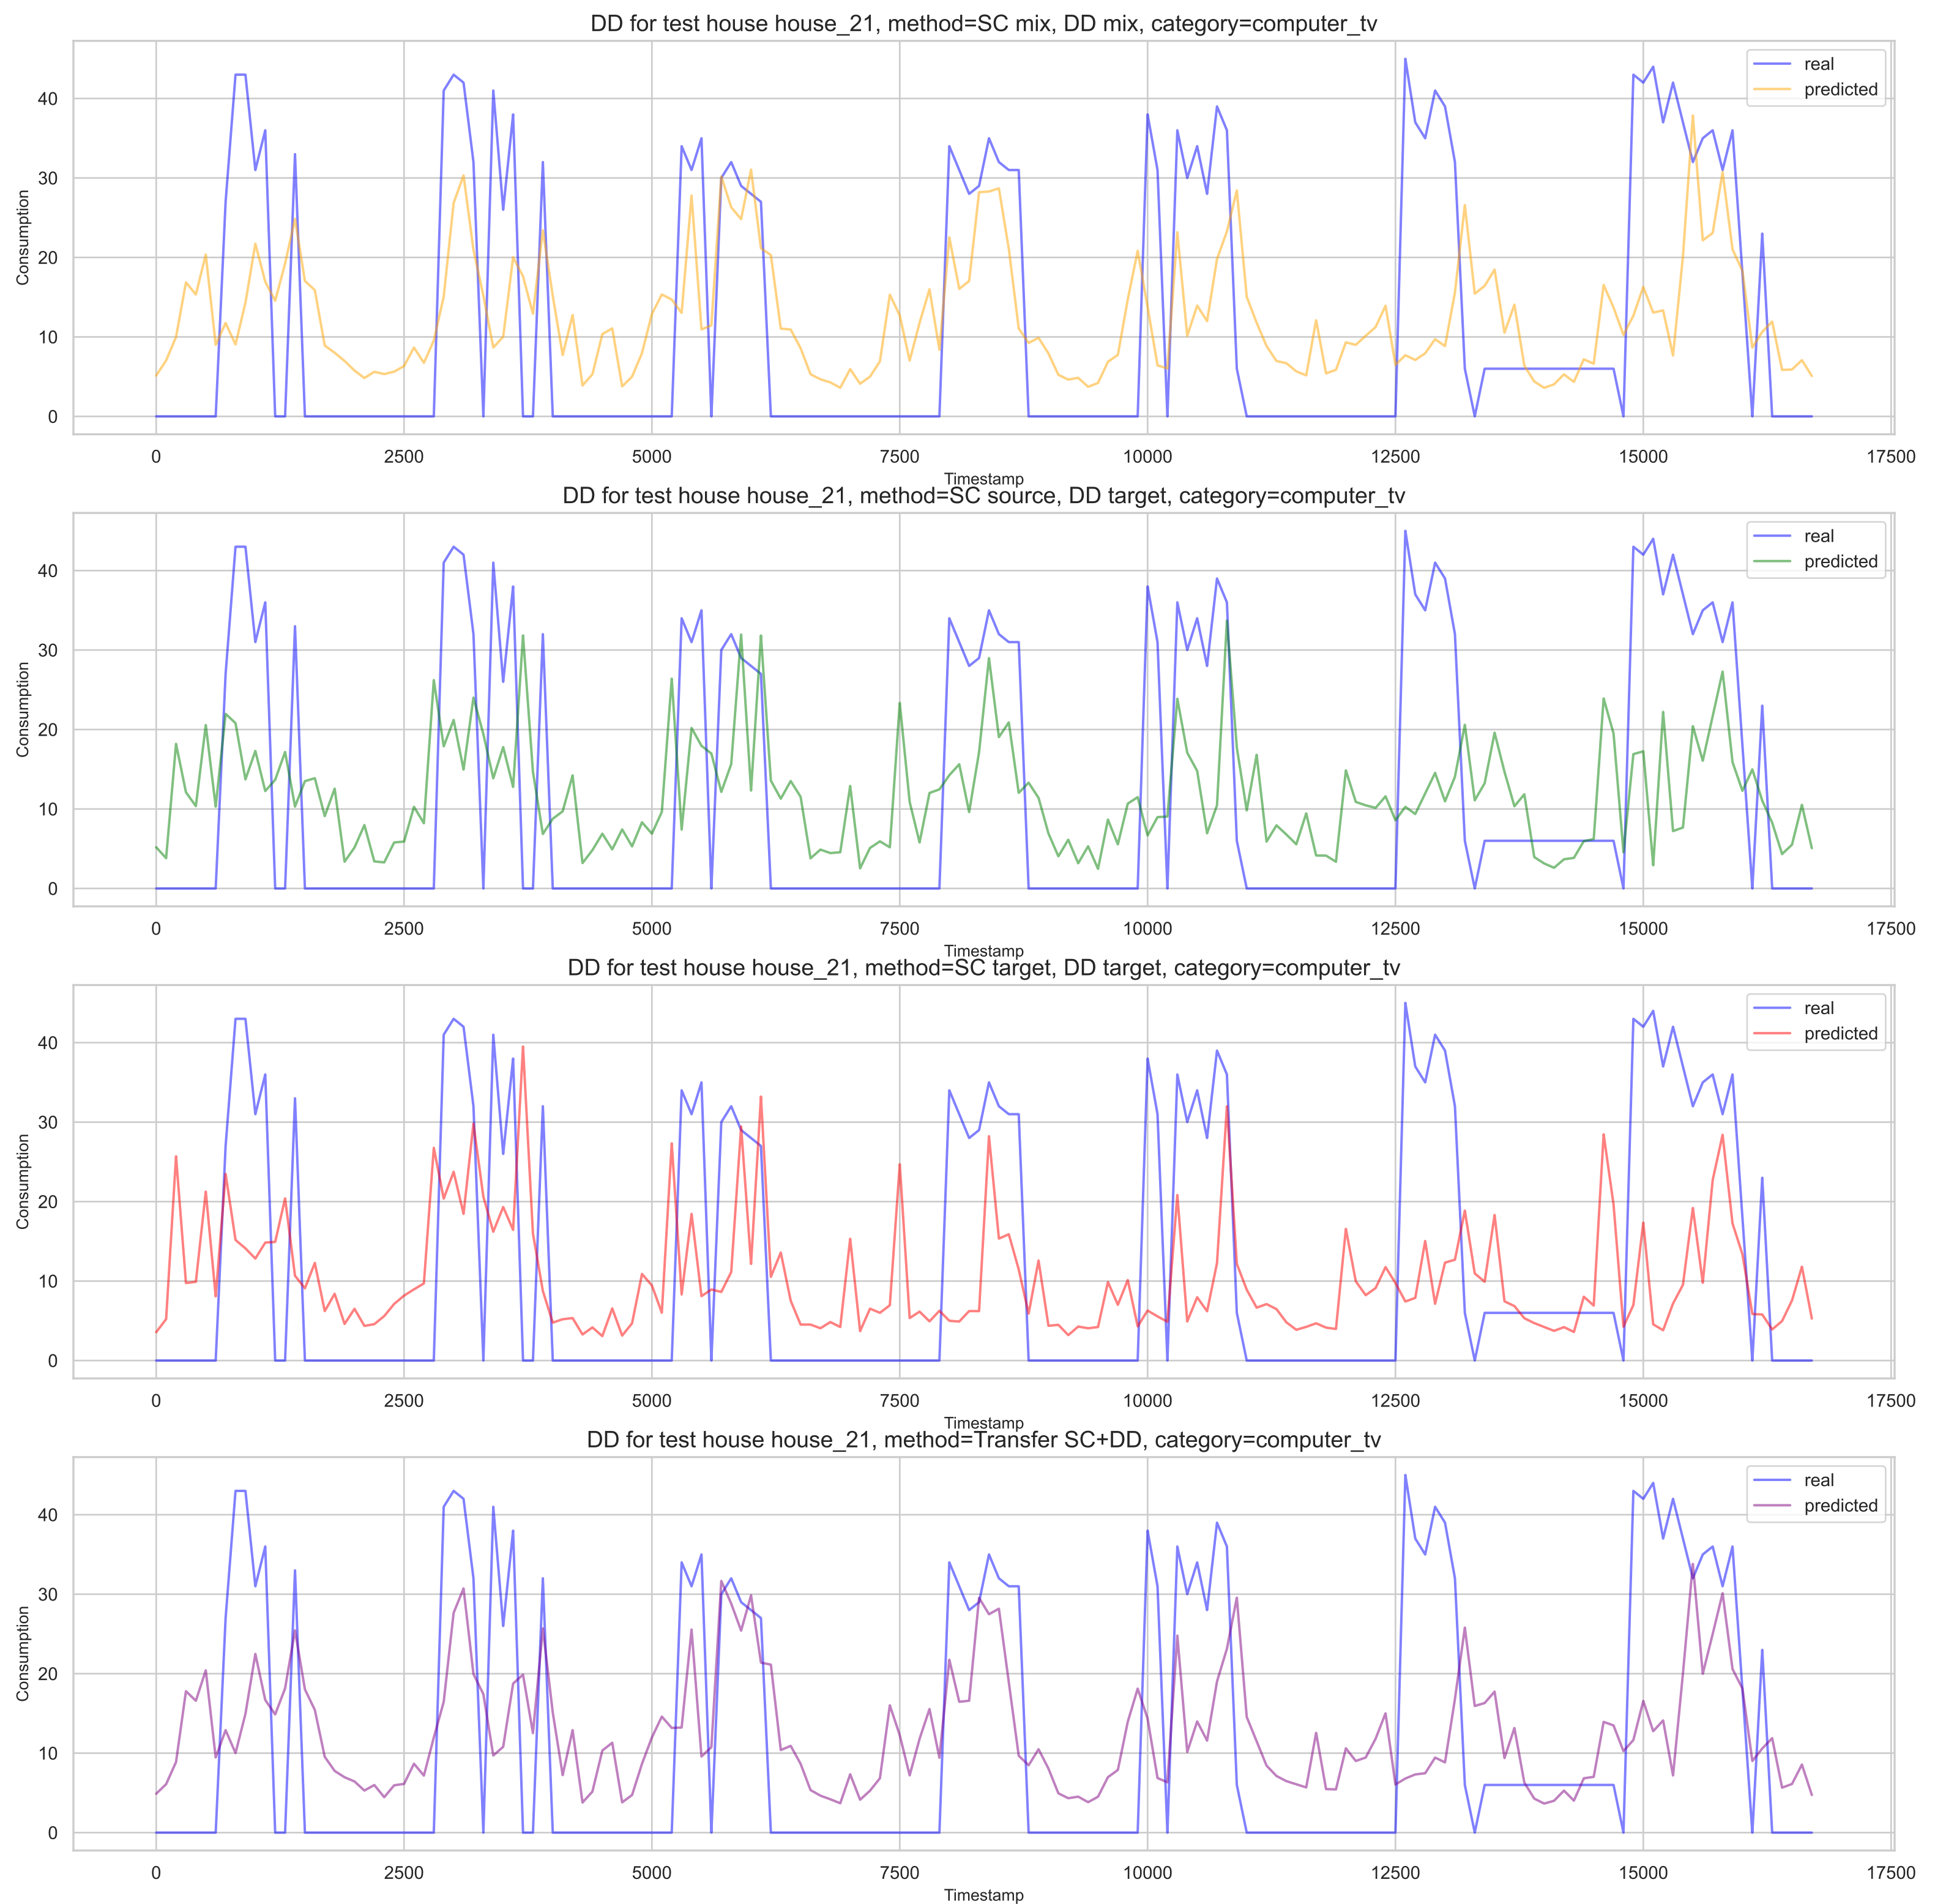 DD for test house house_21, method=SC mix, DD mix, category=computer_tv
real
predicted
Consumption
40
30
20
10
0
0 2500 5000 7500 10000 12500 15000 17500
Timestamp
DD for test house house_21, method=SC source, DD target, category=computer_tv
real
predicted
Consumption
40
30
20
10
0
0 2500 5000 7500 10000 12500 15000 17500
Timestamp
DD for test house house_21, method=SC target, DD target, category=computer_tv
real
predicted
Consumption
40
30
20
10
0
0 2500 5000 7500 10000 12500 15000 17500
Timestamp
DD for test house house_21, method=Transfer SC+DD, category=computer_tv
real
predicted
Consumption
40
30
20
10
0
0 2500 5000 7500 10000 12500 15000 17500
Timestamp